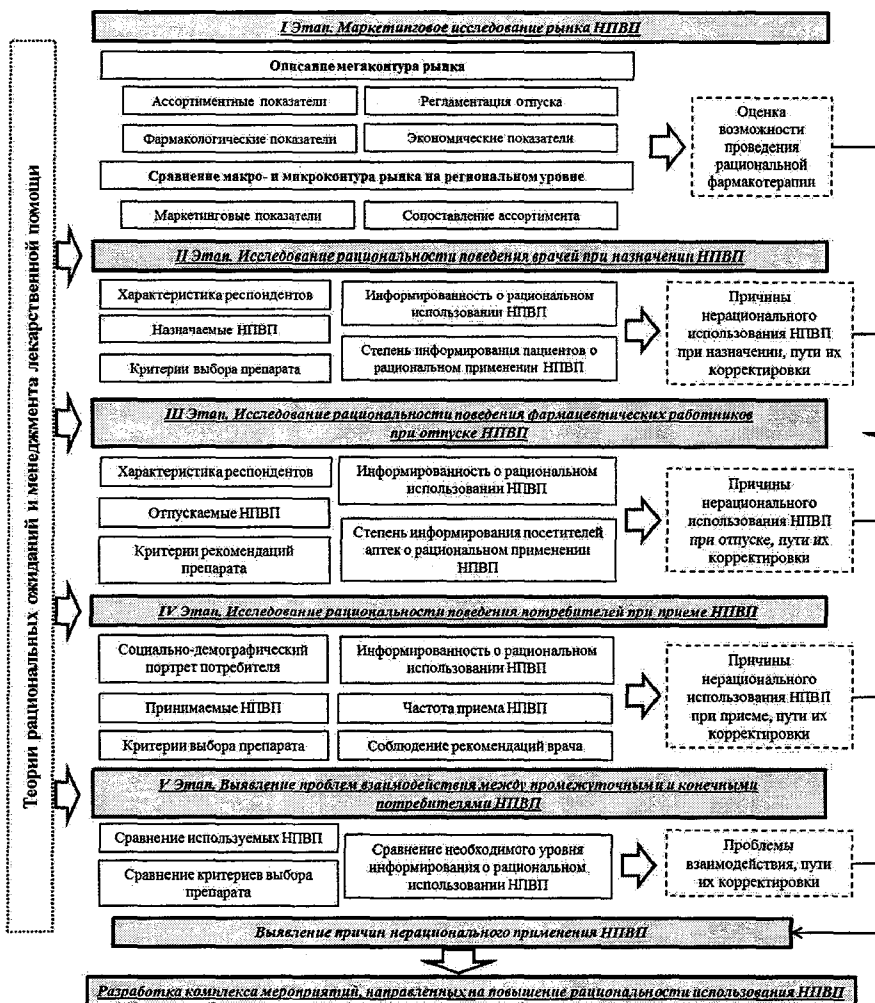 Теории рациональных ожиданий и менеджмента лекарственной помощи
I Этап. Маркетинговое исследование рынка НПВП
Описание мегаконтура рынка
Ассортиментные показатели
Регламентация отпуска
Фармакологические показатели
Экономические показатели
Сравнение макро- и микроконтура рынка на региональном уровне
Маркетинговые показатели
Сопоставление ассортимента
Оценка
возможности
проведения
рациональной
фармакотерапии
II Этап. Исследование рациональности поведения врачей при назначении НПВП
Характеристика респондентов
Назначаемые НПВП
Критерии выбора препарата
Информированность о рациональном
использовании НПВП
Степень информирования пациентов о
рациональном применении НПВП
Причины
нерационального
использования НПВП
при назначении, пути их
корректировки
III Этап. Исследование рациональности поведения фармацевтических работников
при отпуске НПВП
Характеристика респондентов
Отпускаемые НПВП
Критерии рекомендаций
препарата
Информированность о рациональном
использовании НПВП
Степень информирования посетителей
аптек о рациональном применении
НПВП
Причины
нерационального
использования НПВП
при отпуске, пути их
корректировки
IV Этап. Исследование рациональности поведения потребителей при приеме НПВП
Социально-демографический
портрет потребителя
Информированность о рациональном
использовании НПВП
Принимаемые НПВП
Частота приема НПВП
Критерии выбора препарата
Соблюдение рекомендаций врача
Причины
нерационального
использования НПВП
при приеме, пути их
корректировки
V Этап. Выявление проблем взаимодействия между промежуточными и конечными
потребителями НПВП
Сравнение используемых НПВП
Сравнение критериев выбора
препарата
Сравнение необходимого уровня
информирования о рациональном
использовании НПВП
Проблемы
взаимодействия, пути
их корректировки
Выявление причин нерационального применения НПВП
Разработка комплекса мероприятий, направленных на повышение рациональности использования НПВП